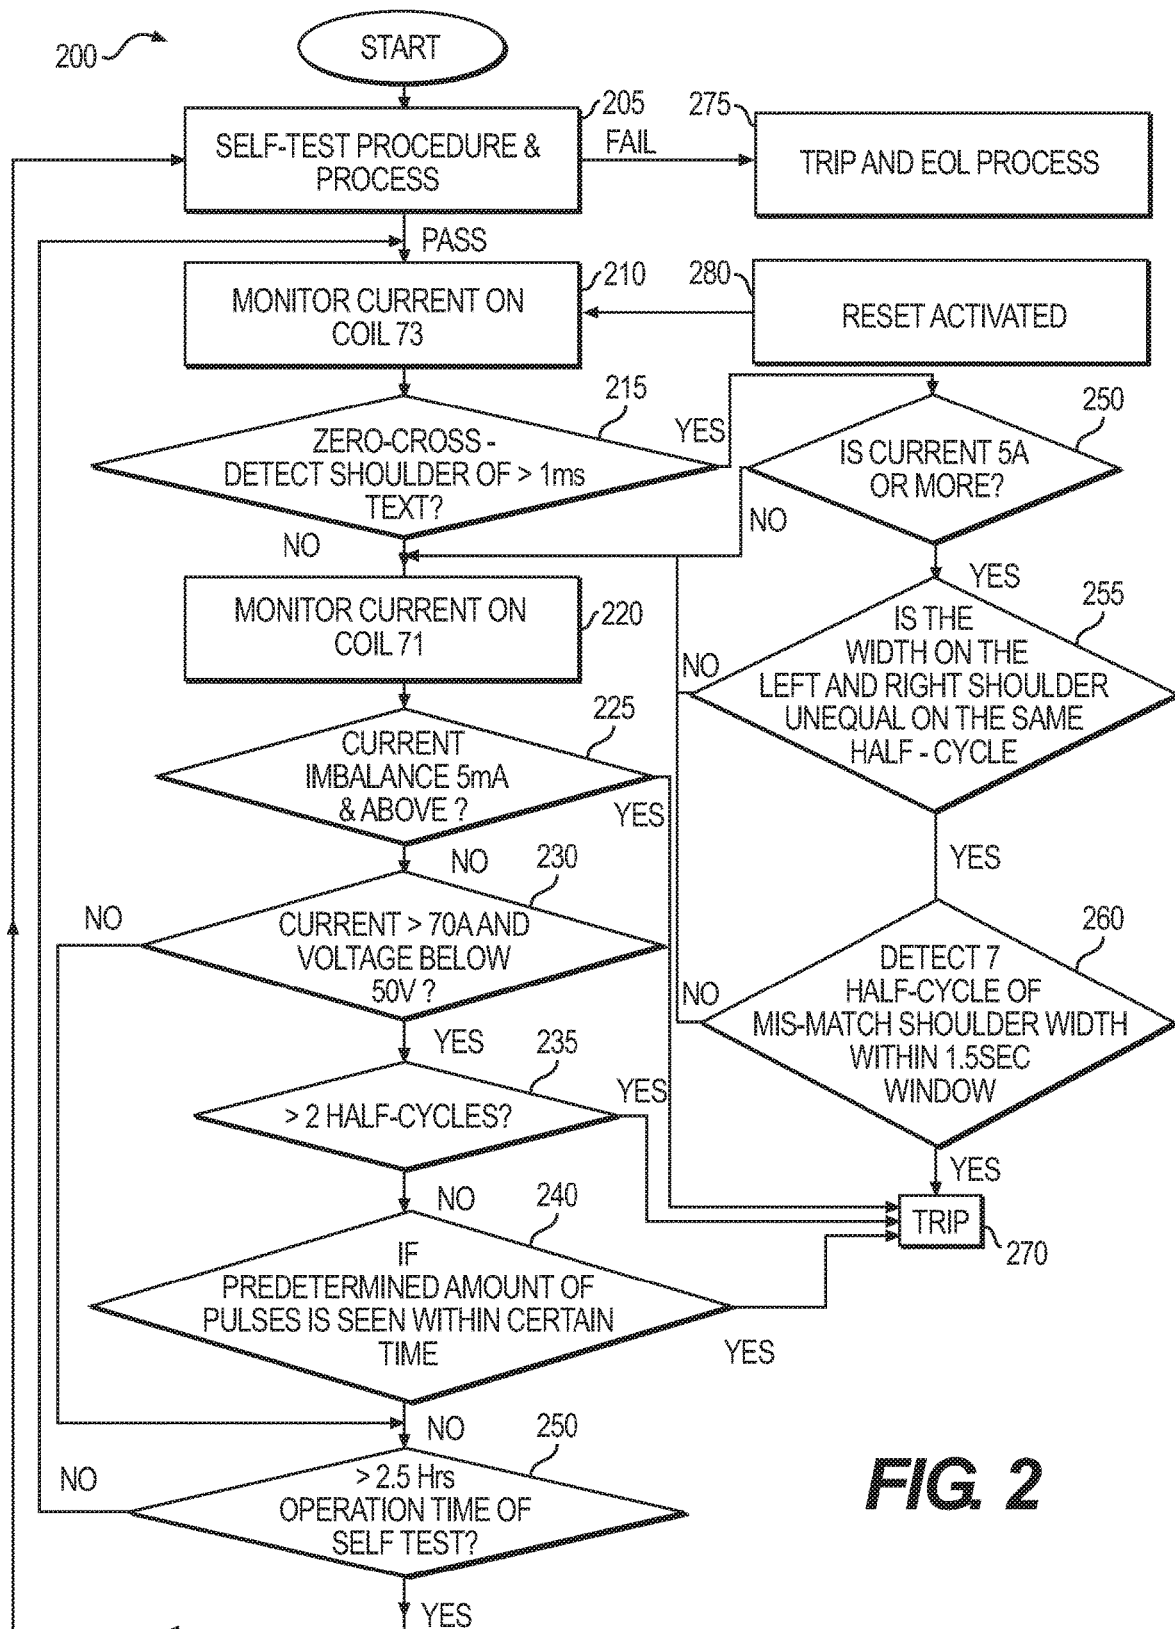 200
START
205
SELF-TEST PROCEDURE &
PROCESS
FAIL
275
TRIP AND EOL PROCESS
PASS
210
MONITOR CURRENT ON
COIL 73
280
RESET ACTIVATED
215
ZERO-CROSS -
DETECT SHOULDER OF > 1ms
TEXT?
YES
250
IS CURRENT 5A
OR MORE?
NO
NO
YES
MONITOR CURRENT ON
COIL 71
220
255
IS THE
WIDTH ON THE
LEFT AND RIGHT SHOULDER
UNEQUAL ON THE SAME
HALF - CYCLE
NO
225
CURRENT
IMBALANCE 5mA
& ABOVE ?
YES
NO
YES
230
CURRENT > 70A AND
VOLTAGE BELOW
50V ?
NO
260
DETECT 7
HALF-CYCLE OF
MIS-MATCH SHOULDER WIDTH
WITHIN 1.5SEC
WINDOW
NO
YES
235
> 2 HALF-CYCLES?
YES
YES
NO
TRIP
270
240
IF
PREDETERMINED AMOUNT OF
PULSES IS SEEN WITHIN CERTAIN
TIME
YES
NO
250
> 2.5 Hrs
OPERATION TIME OF
SELF TEST?
NO
YES
FIG. 2